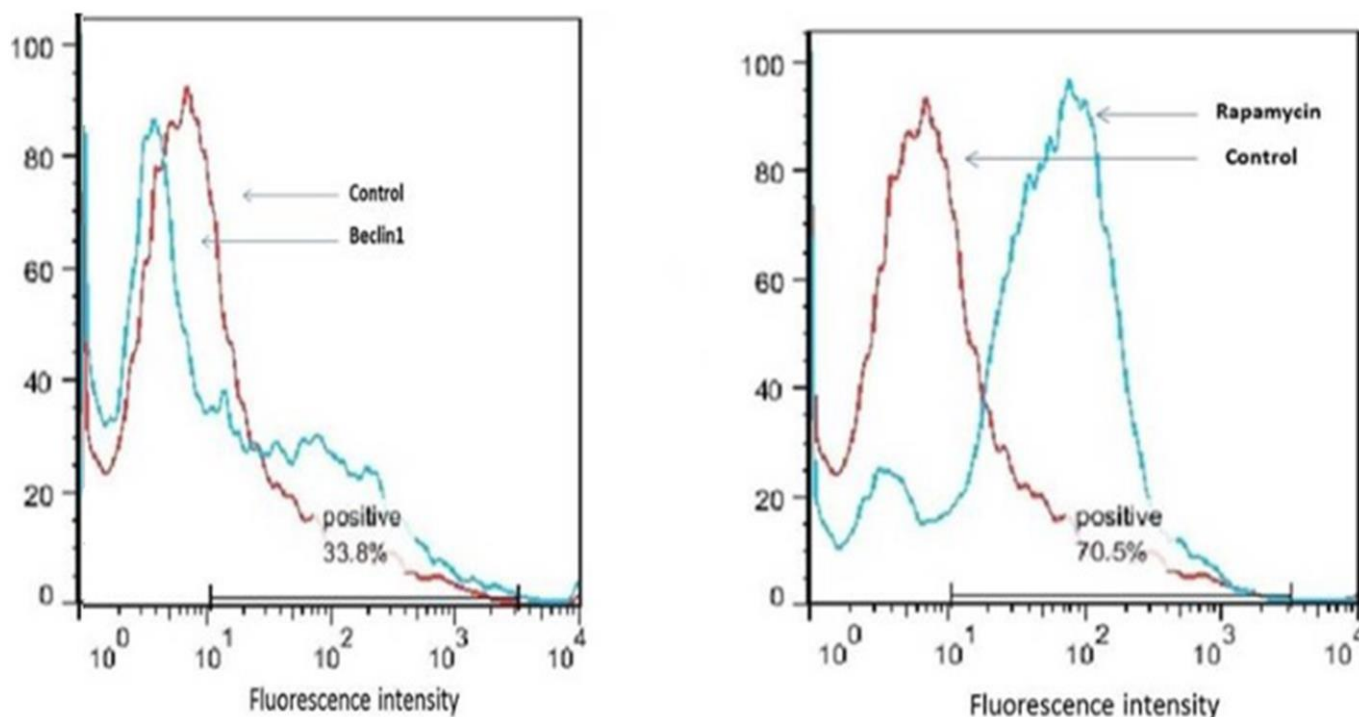 100
80
60
40
20
0
Control
Beclin1
positive
33.8%
10^0 10^1 10^2 10^3 10^4
Fluorescence intensity
100
80
60
40
20
0
Rapamycin
Control
positive
70.5%
10^0 10^1 10^2 10^3 10^4
Fluorescence intensity